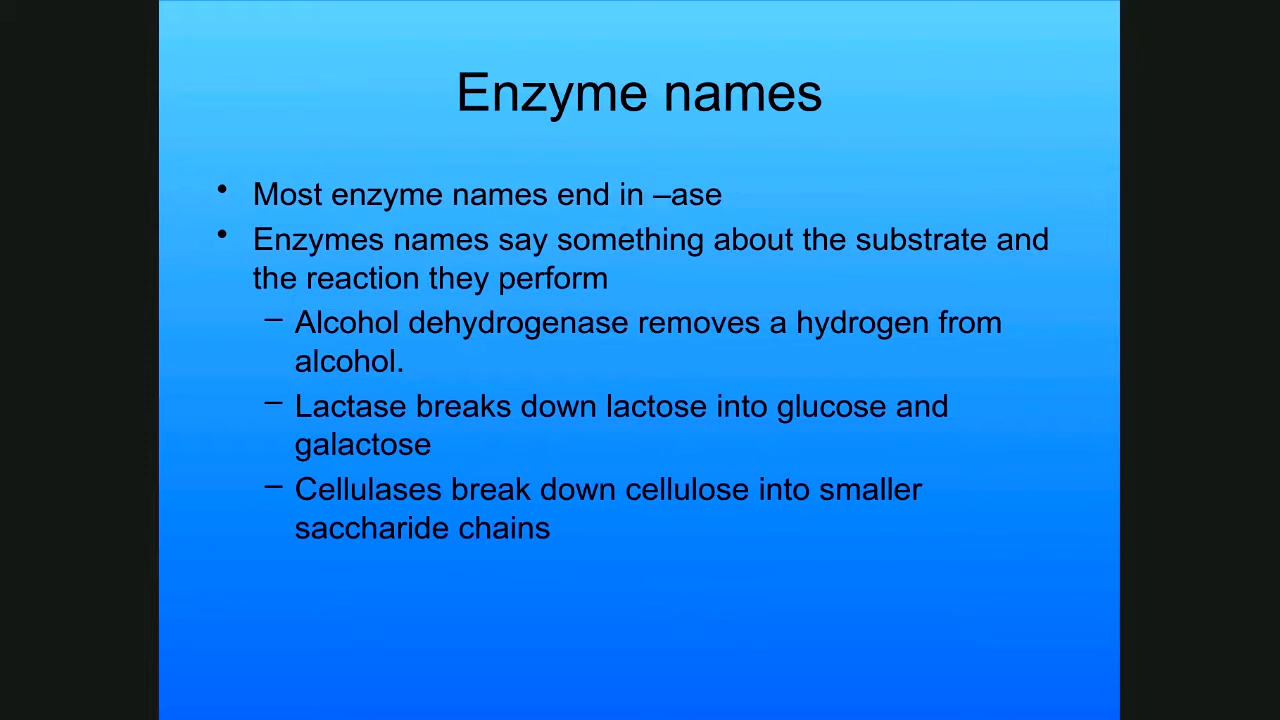 Enzyme names
• Most enzyme names end in –ase
• Enzymes names say something about the substrate and
the reaction they perform
– Alcohol dehydrogenase removes a hydrogen from
alcohol.
– Lactase breaks down lactose into glucose and
galactose
– Cellulases break down cellulose into smaller
saccharide chains